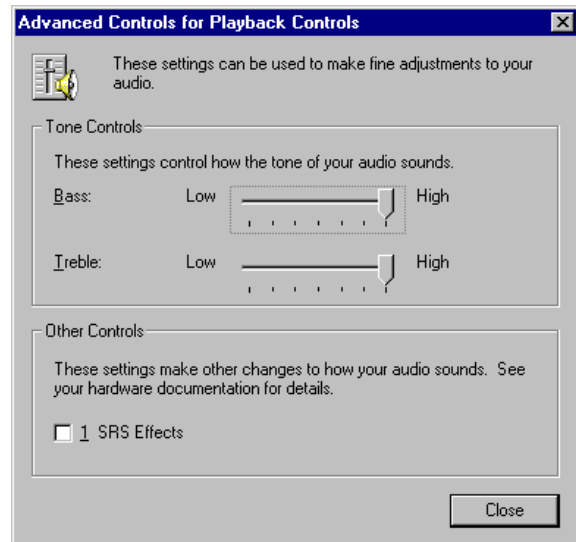 Advanced Controls for Playback Controls
These settings can be used to make fine adjustments to your
audio.
Tone Controls
These settings control how the tone of your audio sounds.
Bass: Low High
Treble: Low High
Other Controls
These settings make other changes to how your audio sounds. See
your hardware documentation for details.
1 SRS Effects
Close